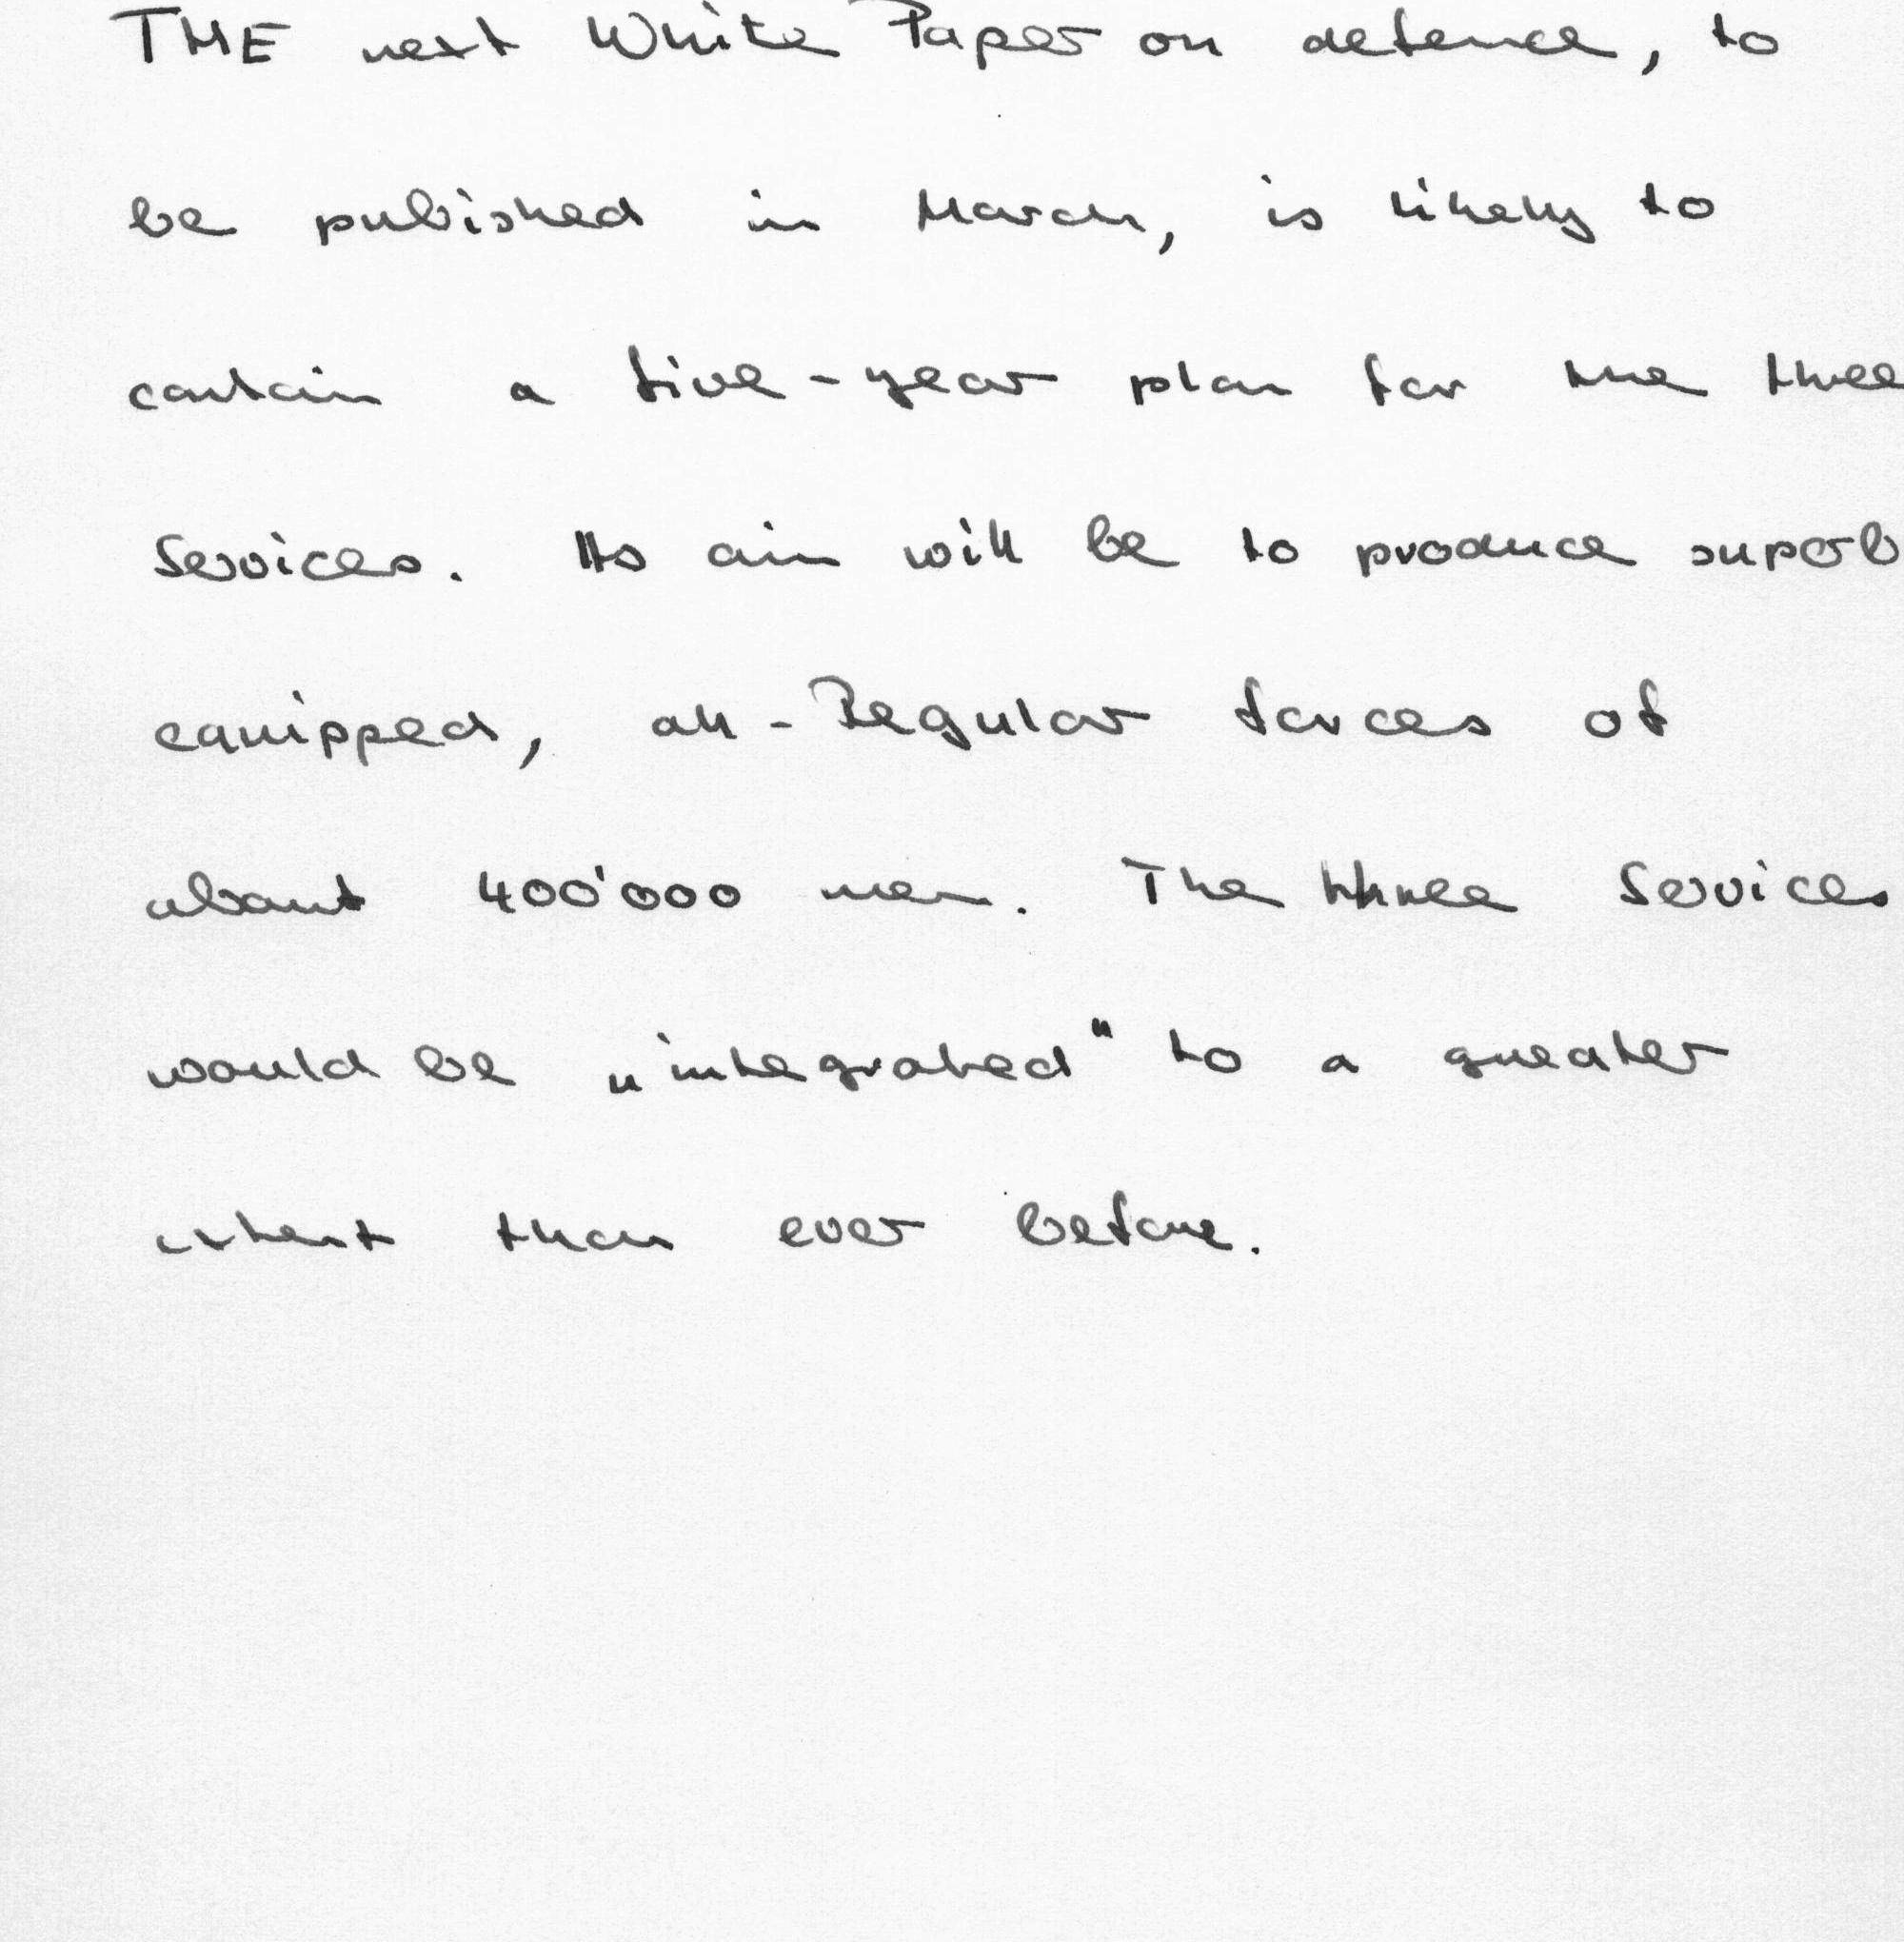 THE next White Paper on defence, to
be pubished in March, is likely to
contain a five-year plan for the three
Services. Its aim will be to produce superb
equipped, all-Regular forces of
about 400'000 men. The three Services
would be „integrated" to a greater
extent than ever before.